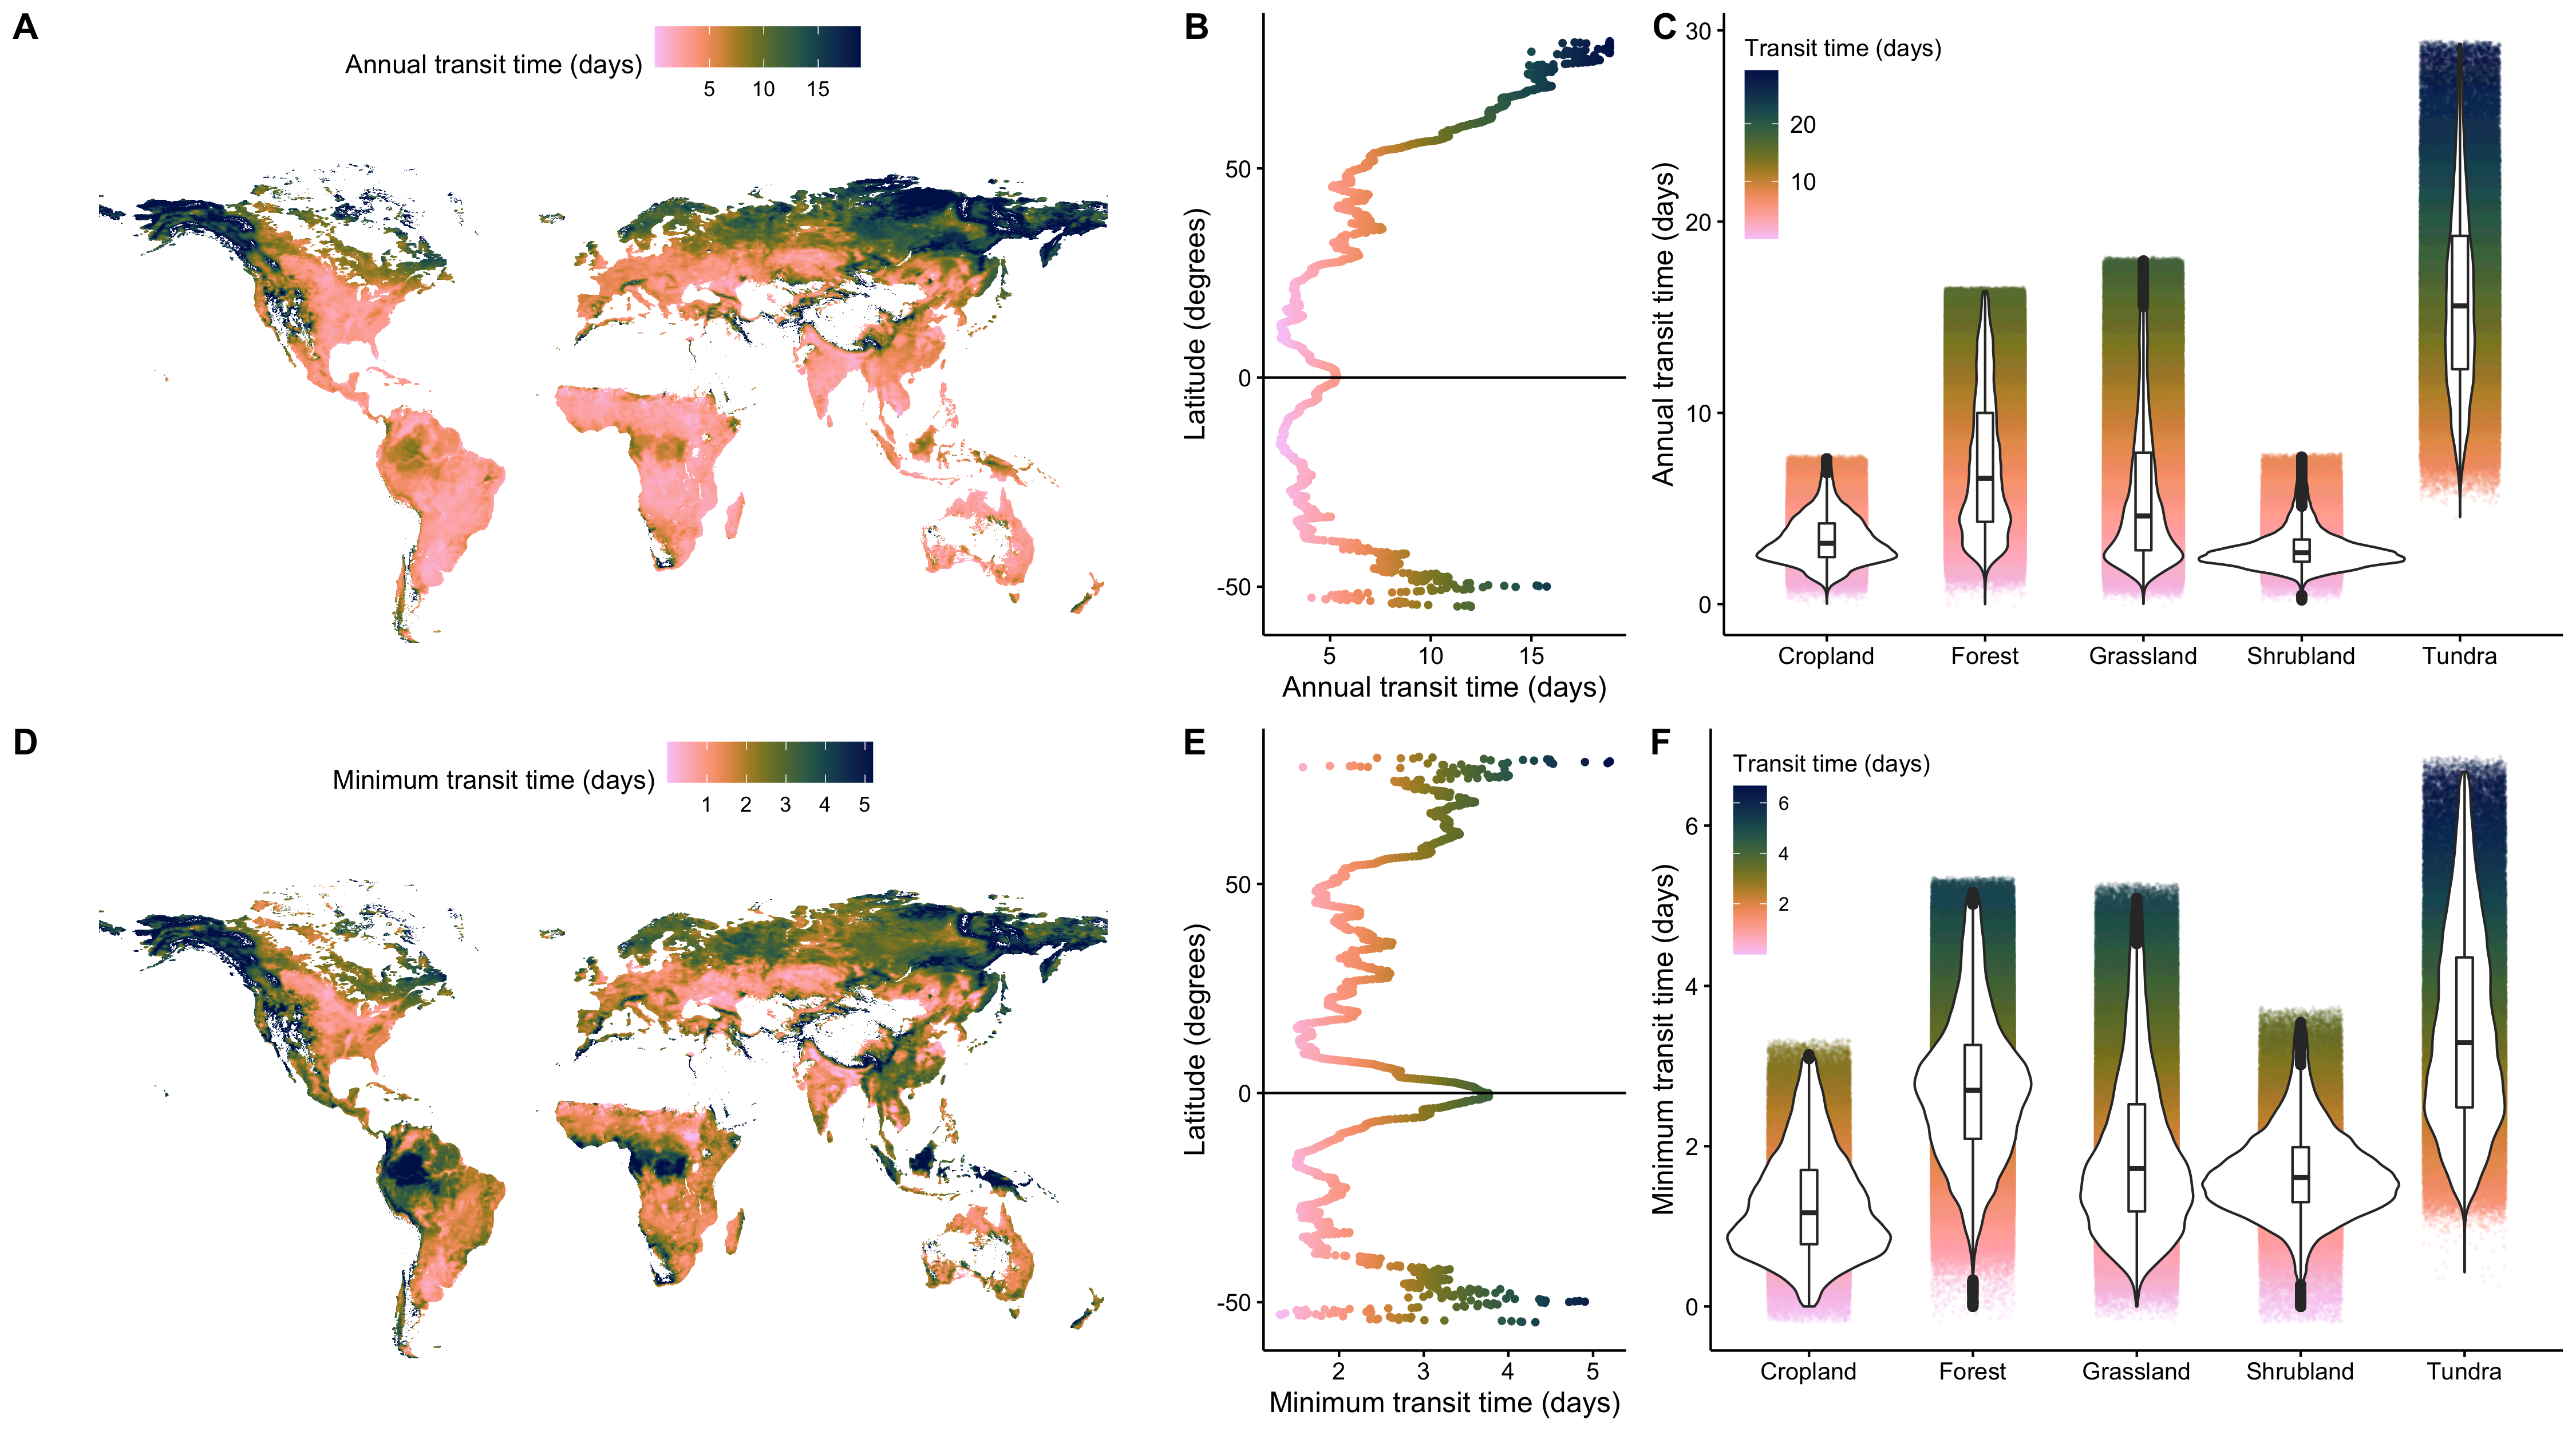 A
Annual transit time (days)
5 10 15
B
50
0
-50
Latitude (degrees)
5 10 15
Annual transit time (days)
C
30
20
10
0
Annual transit time (days)
Transit time (days)
20
10
Cropland Forest Grassland Shrubland Tundra
D
Minimum transit time (days)
1 2 3 4 5
E
50
0
-50
Latitude (degrees)
2 3 4 5
Minimum transit time (days)
F
6
4
2
0
Minimum transit time (days)
Transit time (days)
6
4
2
Cropland Forest Grassland Shrubland Tundra